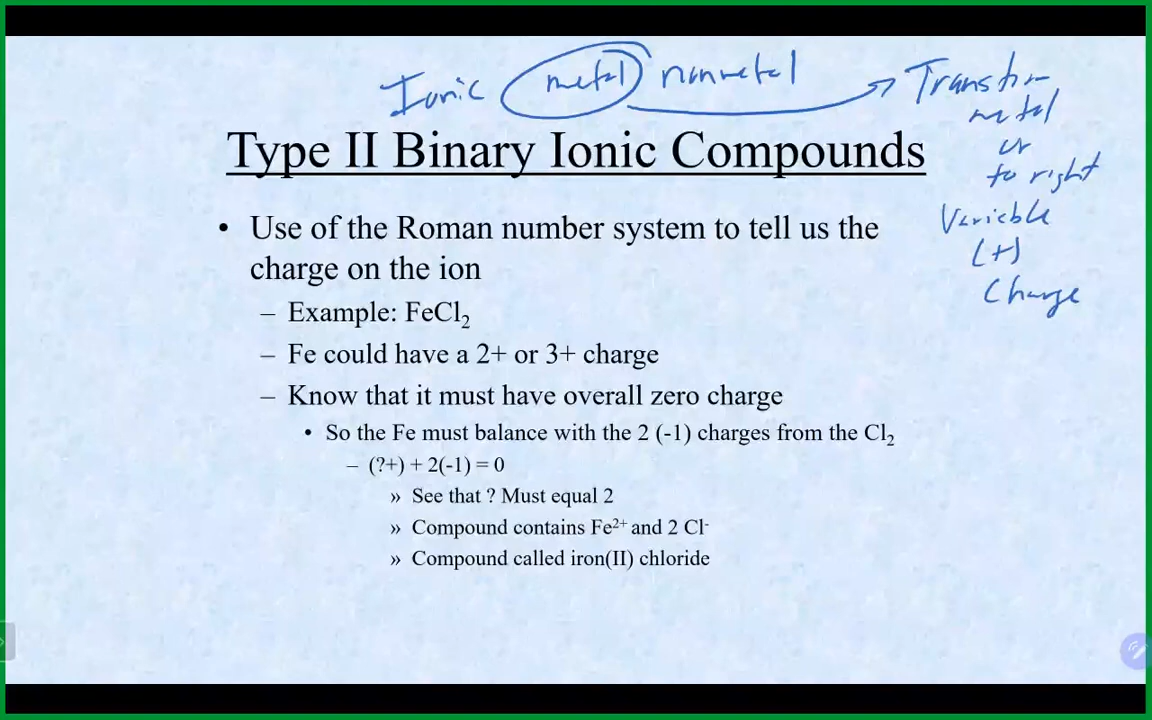 Ionic metal nonmetal
Transition
metal
or
to right
Variable
(+)
Charge
Type II Binary Ionic Compounds
• Use of the Roman number system to tell us the
charge on the ion
– Example: FeCl₂
– Fe could have a 2+ or 3+ charge
– Know that it must have overall zero charge
• So the Fe must balance with the 2 (-1) charges from the Cl₂
– (?+) + 2(-1) = 0
» See that ? Must equal 2
» Compound contains Fe²⁺ and 2 Cl⁻
» Compound called iron(II) chloride